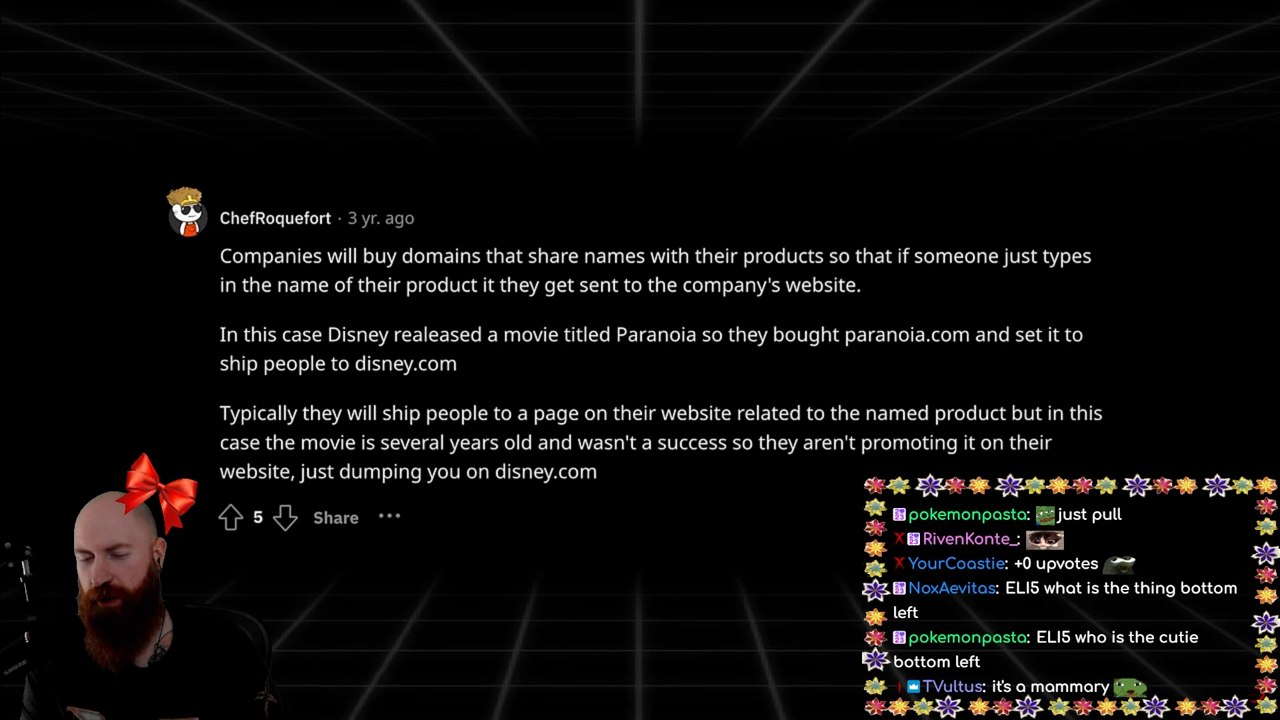 ChefRoquefort · 3 yr. ago
Companies will buy domains that share names with their products so that if someone just types
in the name of their product it they get sent to the company's website.
In this case Disney realeased a movie titled Paranoia so they bought paranoia.com and set it to
ship people to disney.com
Typically they will ship people to a page on their website related to the named product but in this
case the movie is several years old and wasn't a success so they aren't promoting it on their
website, just dumping you on disney.com
5 Share
pokemonpasta: just pull
RivenKonte_:
YourCoastie: +0 upvotes
NoxAevitas: ELI5 what is the thing bottom
left
pokemonpasta: ELI5 who is the cutie
bottom left
TVultus: it's a mammary